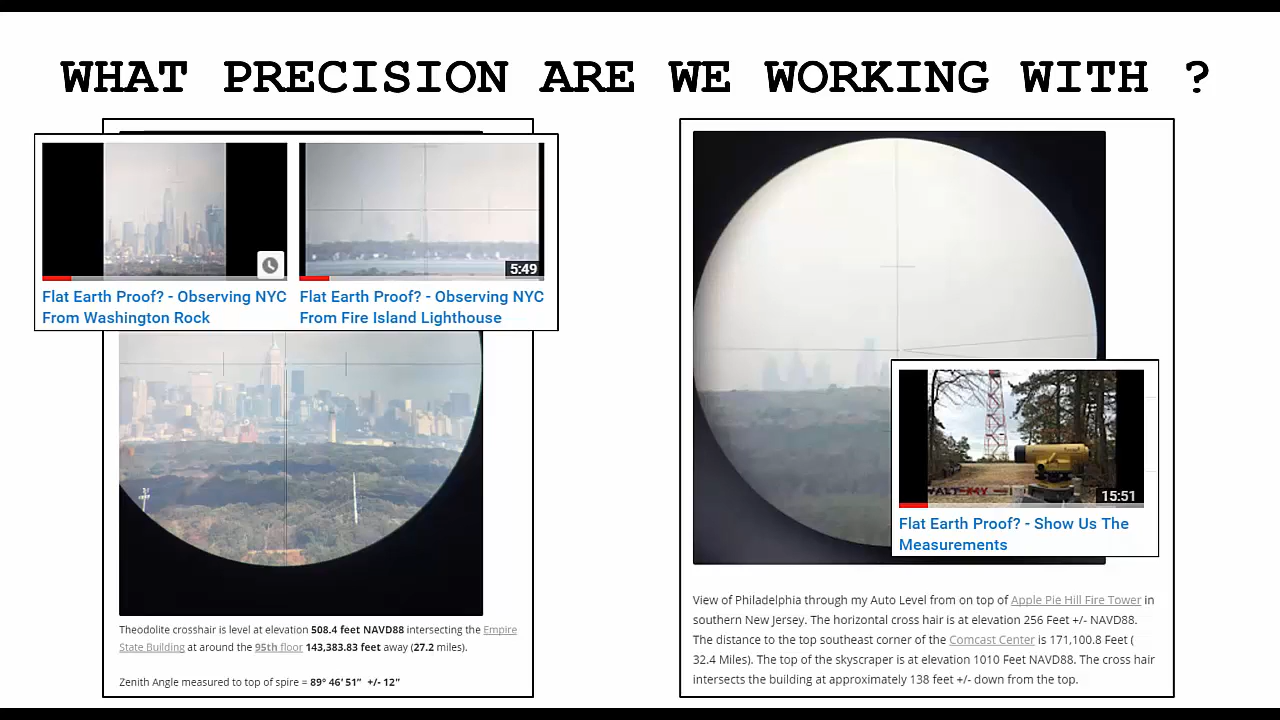 WHAT PRECISION ARE WE WORKING WITH ?
5:49
Flat Earth Proof? - Observing NYC
From Washington Rock
Flat Earth Proof? - Observing NYC
From Fire Island Lighthouse
Theodolite crosshair is level at elevation 508.4 feet NAVD88 intersecting the Empire
State Building at around the 95th floor 143,383.83 feet away (27.2 miles).
Zenith Angle measured to top of spire = 89° 46' 51" +/- 12"
15:51
Flat Earth Proof? - Show Us The
Measurements
View of Philadelphia through my Auto Level from on top of Apple Pie Hill Fire Tower in
southern New Jersey. The horizontal cross hair is at elevation 256 Feet +/- NAVD88.
The distance to the top southeast corner of the Comcast Center is 171,100.8 Feet (
32.4 Miles). The top of the skyscraper is at elevation 1010 Feet NAVD88. The cross hair
intersects the building at approximately 138 feet +/- down from the top.